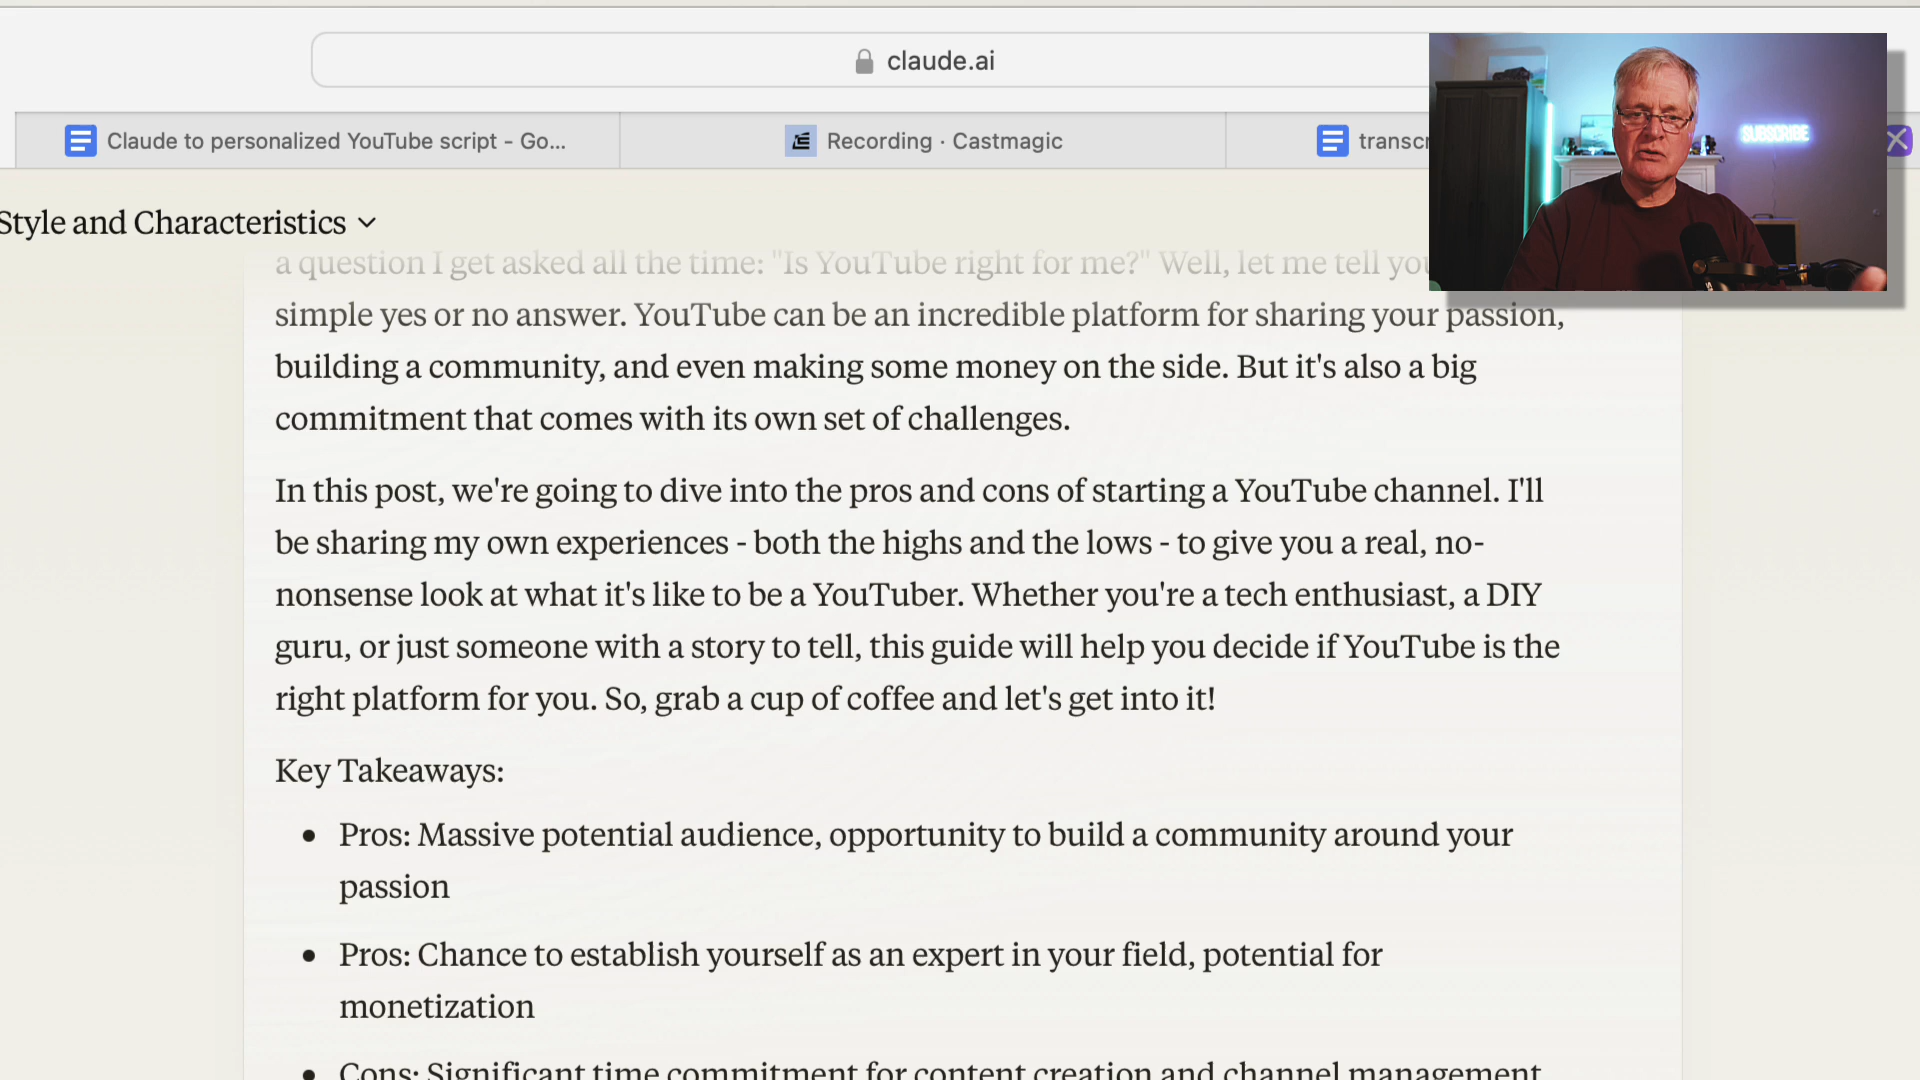 claude.ai
Claude to personalized YouTube script - Go...
Recording · Castmagic
transcr
SUBSCRIBE
Style and Characteristics
a question I get asked all the time: "Is YouTube right for me?" Well, let me tell you
simple yes or no answer. YouTube can be an incredible platform for sharing your passion,
building a community, and even making some money on the side. But it's also a big
commitment that comes with its own set of challenges.
In this post, we're going to dive into the pros and cons of starting a YouTube channel. I'll
be sharing my own experiences - both the highs and the lows - to give you a real, no-
nonsense look at what it's like to be a YouTuber. Whether you're a tech enthusiast, a DIY
guru, or just someone with a story to tell, this guide will help you decide if YouTube is the
right platform for you. So, grab a cup of coffee and let's get into it!
Key Takeaways:
• Pros: Massive potential audience, opportunity to build a community around your
passion
• Pros: Chance to establish yourself as an expert in your field, potential for
monetization
• Cons: Significant time commitment for content creation and channel management